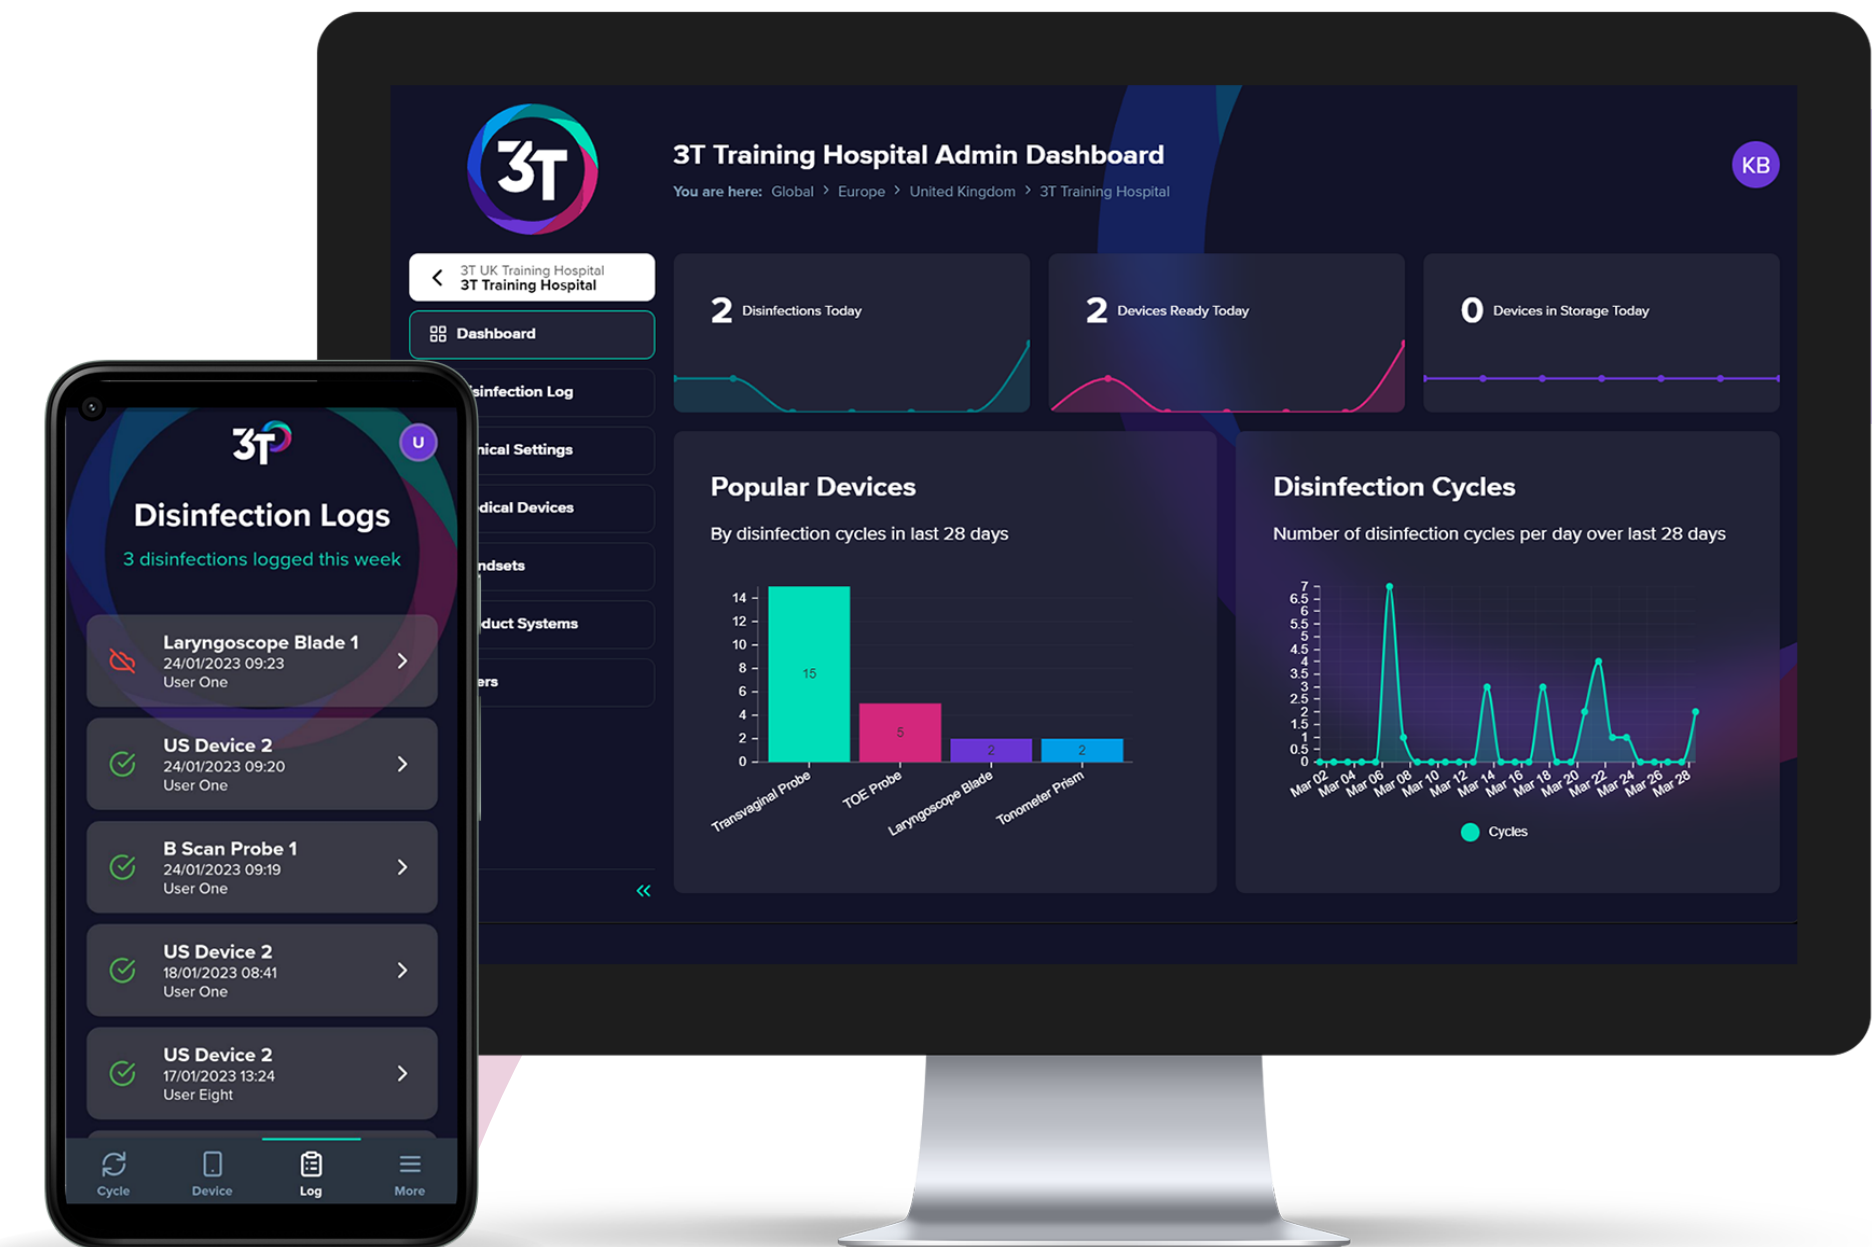 3T
3T Training Hospital Admin Dashboard
KB
You are here: Global > Europe > United Kingdom > 3T Training Hospital
3T UK Training Hospital
3T Training Hospital
Dashboard
sinfection Log
nical Settings
dical Devices
ndsets
duct Systems
ers
2 Disinfections Today
2 Devices Ready Today
0 Devices in Storage Today
Popular Devices
By disinfection cycles in last 28 days
14
12
10
8
6
4
2
0
15
5
2
2
Transvaginal Probe
TOE Probe
Laryngoscope Blade
Tonometer Prism
Disinfection Cycles
Number of disinfection cycles per day over last 28 days
7
6.5
6
5.5
5
4.5
4
3.5
3
2.5
2
1.5
1
0.5
0
Mar 02
Mar 04
Mar 06
Mar 08
Mar 10
Mar 12
Mar 14
Mar 16
Mar 18
Mar 20
Mar 22
Mar 24
Mar 26
Mar 28
Cycles
3T
U
Disinfection Logs
3 disinfections logged this week
Laryngoscope Blade 1
24/01/2023 09:23
User One
US Device 2
24/01/2023 09:20
User One
B Scan Probe 1
24/01/2023 09:19
User One
US Device 2
18/01/2023 08:41
User One
US Device 2
17/01/2023 13:24
User Eight
Cycle
Device
Log
More